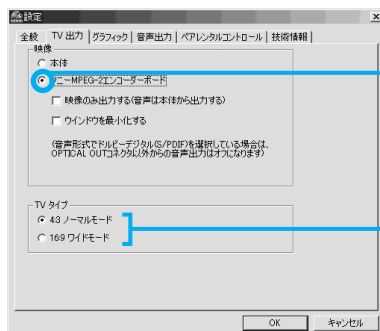 設定
全般 TV 出力 グラフィック 音声出力 ペアレンタルコントロール 技術情報
映像
本体
ソニーMPEG-2エンコーダーボード
映像のみ出力する(音声は本体から出力する)
ウインドウを最小化する
(音声形式でドルビーデジタル(S/PDIF)を選択している場合は、
OPTICAL OUTコネクタ以外からの音声出力はオフになります)
TV タイプ
4:3 ノーマルモード
16:9 ワイドモード
OK キャンセル